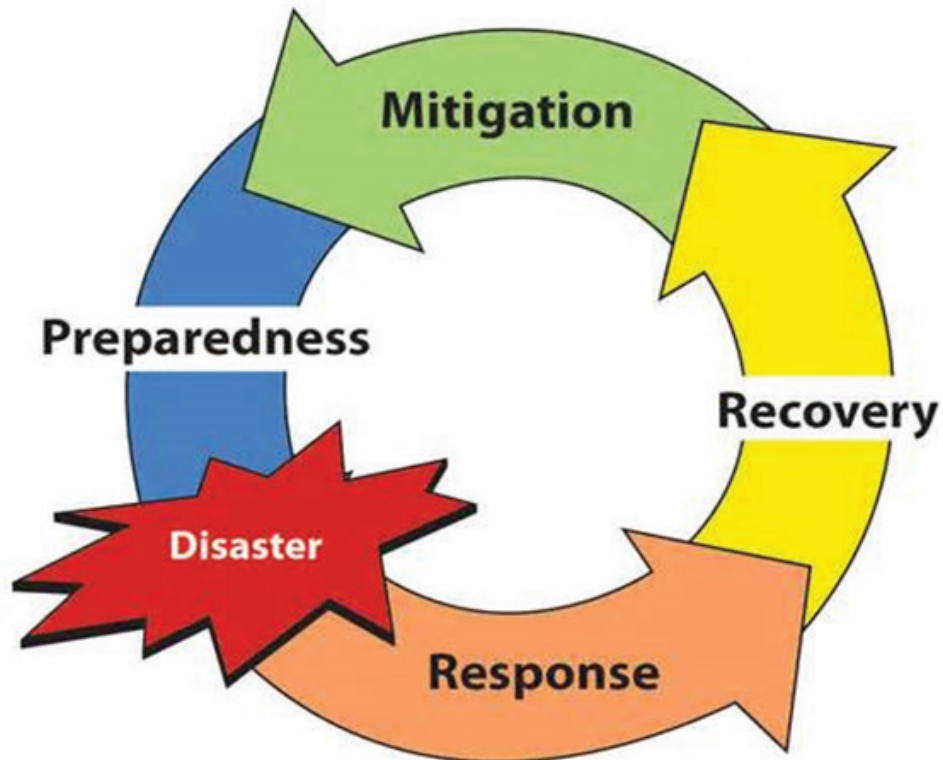 Mitigation
Preparedness
Recovery
Disaster
Response